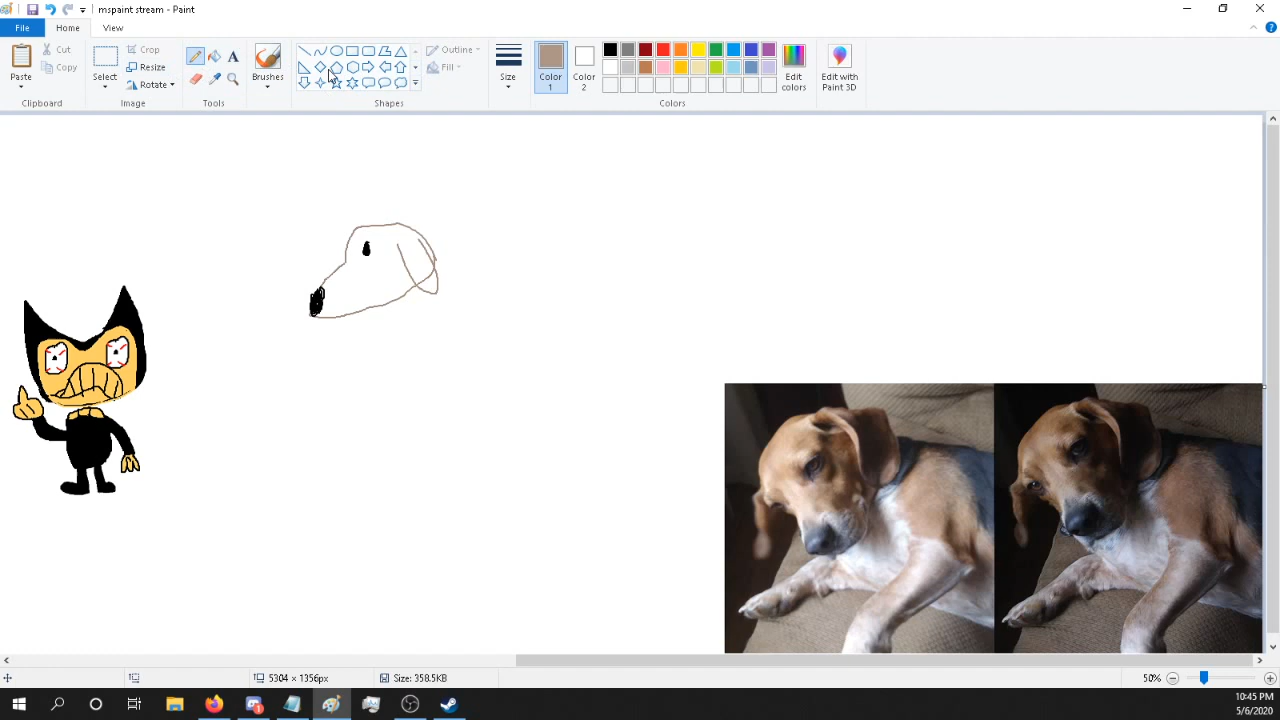 mspaint stream - Paint
File
Home
View
Paste
Cut
Copy
Clipboard
Select
Crop
Resize
Rotate
Image
A
Tools
Brushes
Outline
Fill
Shapes
Size
Color 1
Color 2
Edit colors
Colors
Edit with Paint 3D
5304 × 1356px
Size: 358.5KB
50%
10:45 PM
5/6/2020